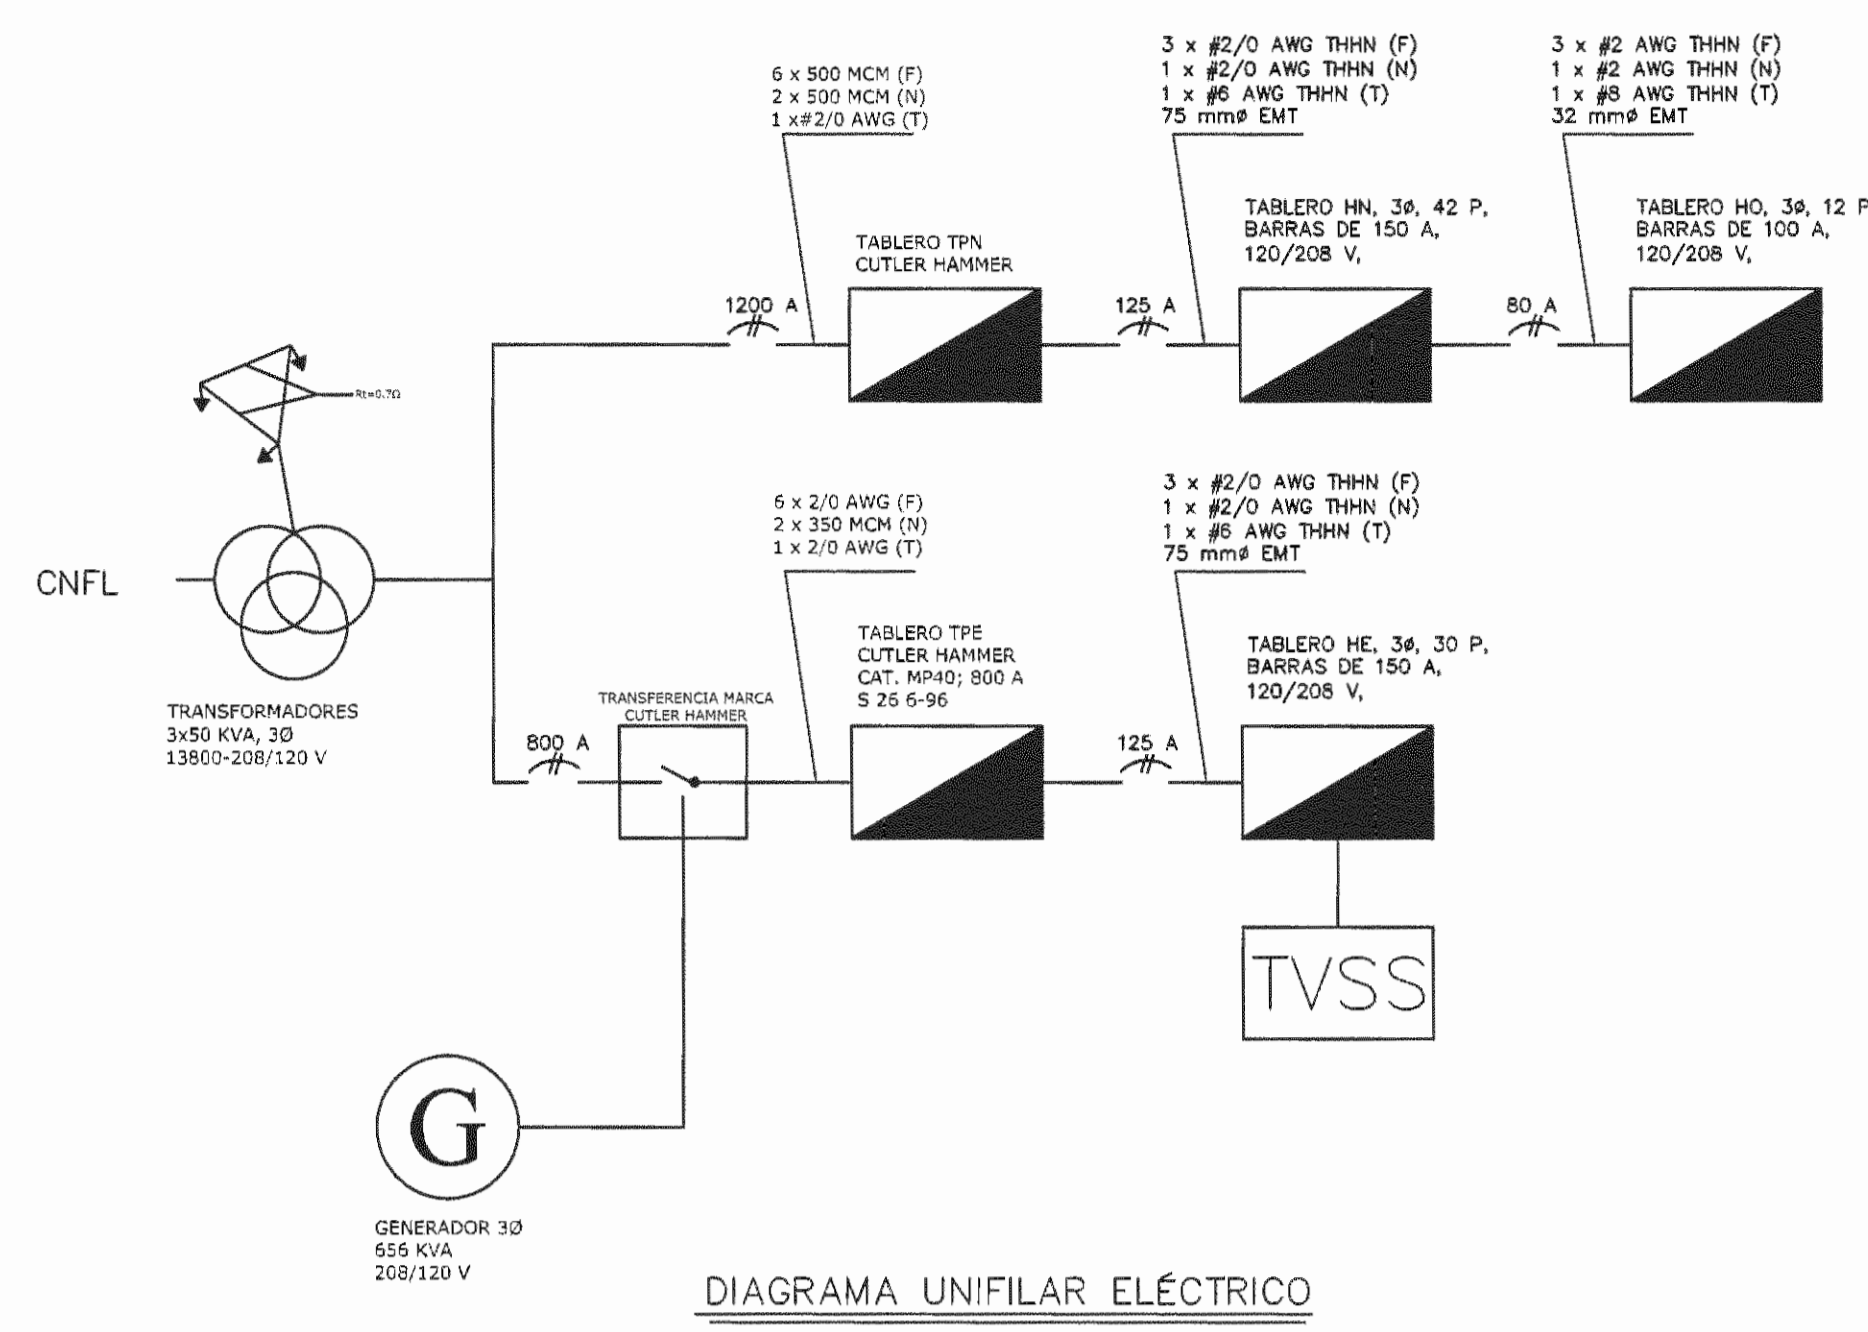 6 x 500 MCM (F)
2 x 500 MCM (N)
1 x#2/0 AWG (T)
3 x #2/0 AWG THHN (F)
1 x #2/0 AWG THHN (N)
1 x #6 AWG THHN (T)
75 mmø EMT
3 x #2 AWG THHN (F)
1 x #2 AWG THHN (N)
1 x #8 AWG THHN (T)
32 mmø EMT
TABLERO TPN
CUTLER HAMMER
TABLERO HN, 3ø, 42 P,
BARRAS DE 150 A,
120/208 V,
TABLERO HO, 3ø, 12 P
BARRAS DE 100 A,
120/208 V,
1200 A
125 A
80 A
Rt=0.7Ω
6 x 2/0 AWG (F)
2 x 350 MCM (N)
1 x 2/0 AWG (T)
3 x #2/0 AWG THHN (F)
1 x #2/0 AWG THHN (N)
1 x #6 AWG THHN (T)
75 mmø EMT
CNFL
TRANSFORMADORES
3x50 KVA, 3Ø
13800-208/120 V
TRANSFERENCIA MARCA
CUTLER HAMMER
TABLERO TPE
CUTLER HAMMER
CAT. MP40; 800 A
S 26 6-96
TABLERO HE, 3ø, 30 P,
BARRAS DE 150 A,
120/208 V,
800 A
125 A
TVSS
G
GENERADOR 3Ø
656 KVA
208/120 V
DIAGRAMA UNIFILAR ELÉCTRICO